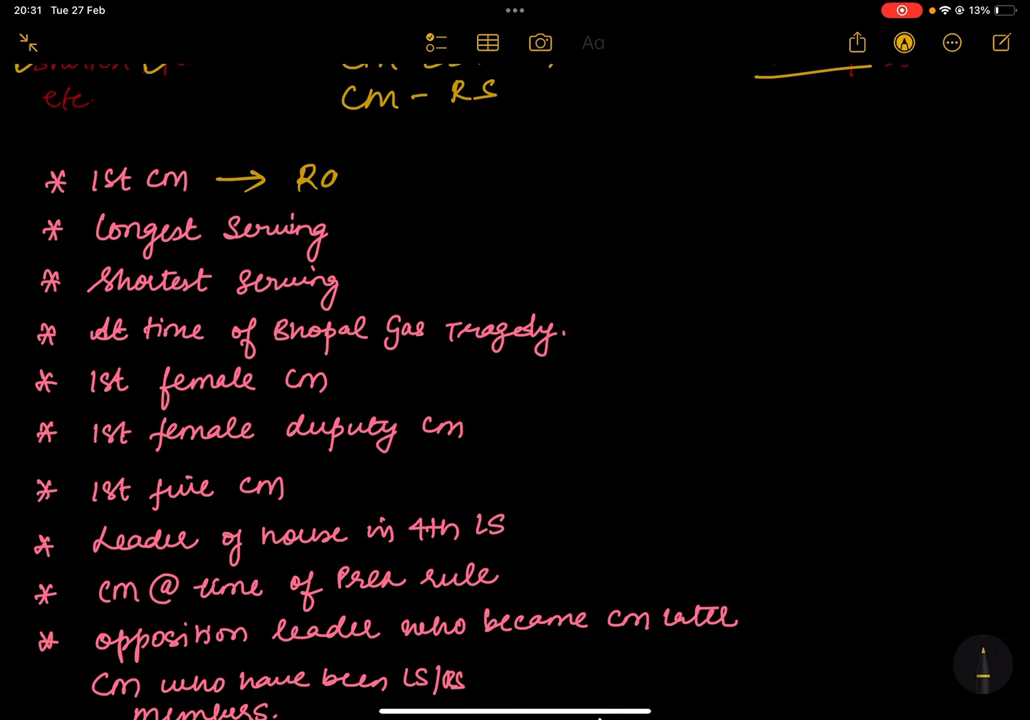 20:31 Tue 27 Feb
13%
Aa
etc.
CM - RS
* 1st CM → RO
* Longest Serving
* Shortest Serving
* At time of Bhopal Gas Tragedy.
* 1st female CM
* 1st female duputy CM
* 1st five CM
* Leader of house in 4th LS
* CM @ time of Pres rule
* opposition leader who became CM later
CM who have been LS/RS
members.